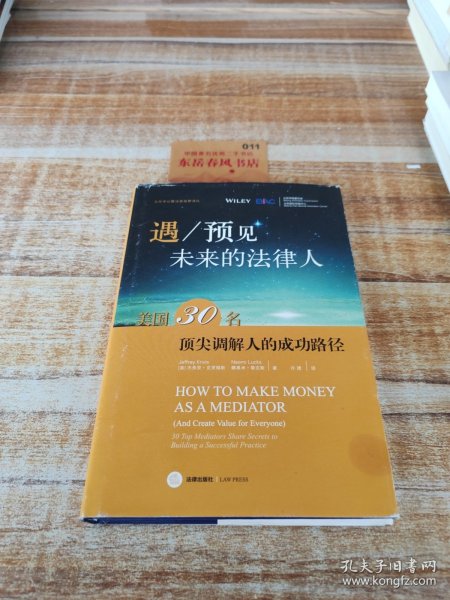 011
东岳春风书店
WILEY BIAC
遇/预见
未来的法律人
美国30名
顶尖调解人的成功路径
Jeffrey Krivis Naomi Lucks
HOW TO MAKE MONEY
AS A MEDIATOR
(And Create Value for Everyone)
30 Top Mediators Share Secrets to
Building a Successful Practice
法律出版社 LAW PRESS
孔夫子旧书网
www.kongfz.com